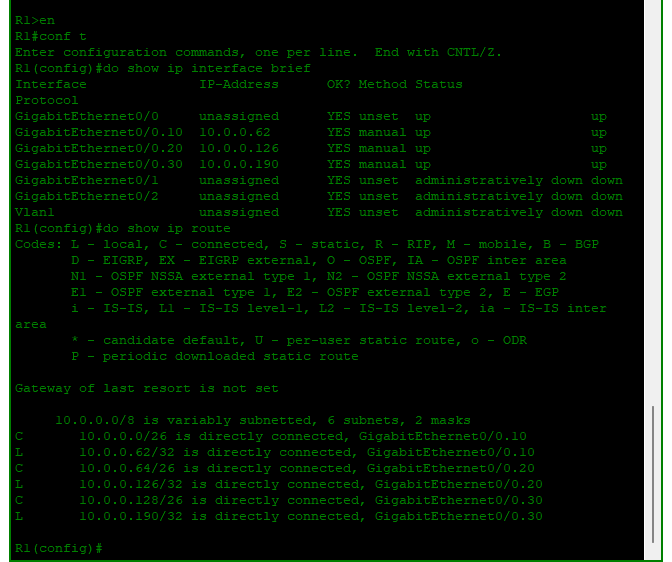 R1>en
R1#conf t
Enter configuration commands, one per line.  End with CNTL/Z.
R1(config)#do show ip interface brief
Interface              IP-Address      OK? Method Status
Protocol
GigabitEthernet0/0     unassigned      YES unset  up                    up
GigabitEthernet0/0.10  10.0.0.62       YES manual up                    up
GigabitEthernet0/0.20  10.0.0.126      YES manual up                    up
GigabitEthernet0/0.30  10.0.0.190      YES manual up                    up
GigabitEthernet0/1     unassigned      YES unset  administratively down down
GigabitEthernet0/2     unassigned      YES unset  administratively down down
Vlan1                  unassigned      YES unset  administratively down down
R1(config)#do show ip route
Codes: L - local, C - connected, S - static, R - RIP, M - mobile, B - BGP
       D - EIGRP, EX - EIGRP external, O - OSPF, IA - OSPF inter area
       N1 - OSPF NSSA external type 1, N2 - OSPF NSSA external type 2
       E1 - OSPF external type 1, E2 - OSPF external type 2, E - EGP
       i - IS-IS, L1 - IS-IS level-1, L2 - IS-IS level-2, ia - IS-IS inter
area
       * - candidate default, U - per-user static route, o - ODR
       P - periodic downloaded static route
Gateway of last resort is not set
     10.0.0.0/8 is variably subnetted, 6 subnets, 2 masks
C       10.0.0.0/26 is directly connected, GigabitEthernet0/0.10
L       10.0.0.62/32 is directly connected, GigabitEthernet0/0.10
C       10.0.0.64/26 is directly connected, GigabitEthernet0/0.20
L       10.0.0.126/32 is directly connected, GigabitEthernet0/0.20
C       10.0.0.128/26 is directly connected, GigabitEthernet0/0.30
L       10.0.0.190/32 is directly connected, GigabitEthernet0/0.30
R1(config)#